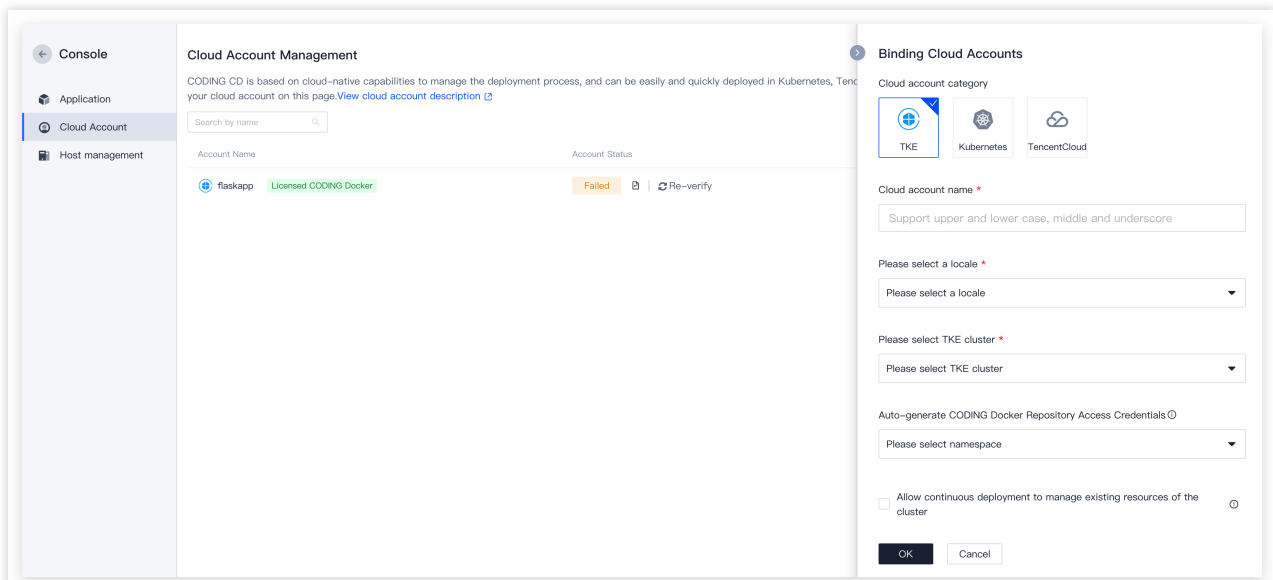 Console
Application
Cloud Account
Host management
Cloud Account Management
CODING CD is based on cloud-native capabilities to manage the deployment process, and can be easily and quickly deployed in Kubernetes, Tenc
your cloud account on this page.View cloud account description
Search by name
Account Name
Account Status
flaskapp
Licensed CODING Docker
Failed
Re-verify
Binding Cloud Accounts
Cloud account category
TKE
Kubernetes
TencentCloud
Cloud account name *
Support upper and lower case, middle and underscore
Please select a locale *
Please select a locale
Please select TKE cluster *
Please select TKE cluster
Auto-generate CODING Docker Repository Access Credentials
Please select namespace
Allow continuous deployment to manage existing resources of the
cluster
OK
Cancel